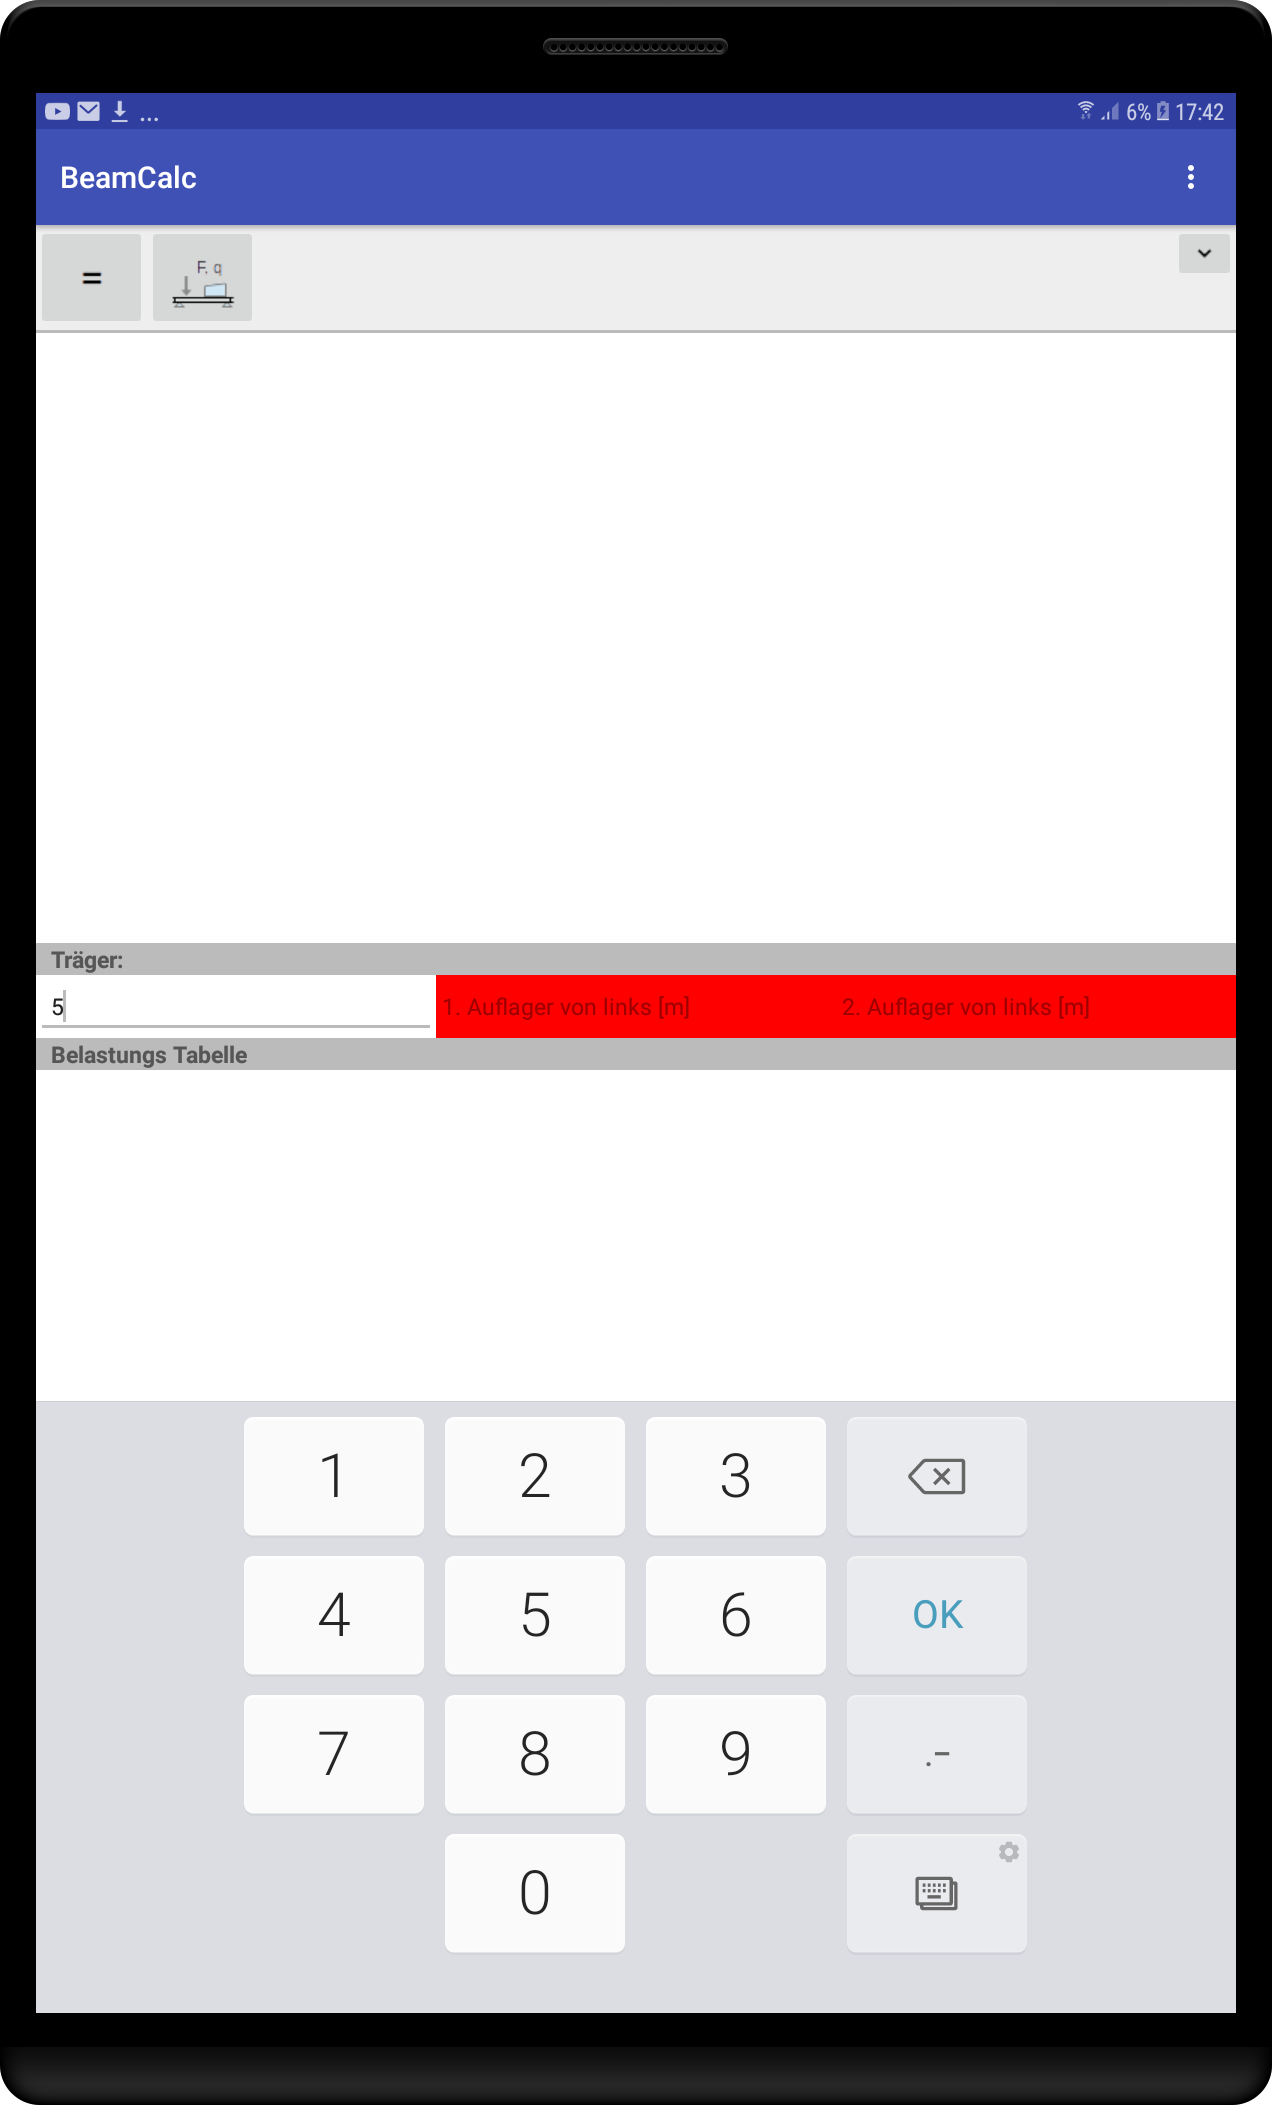 ... 6% 17:42
BeamCalc
= F, q
Träger:
5 1. Auflager von links [m] 2. Auflager von links [m]
Belastungs Tabelle
1 2 3
4 5 6 OK
7 8 9 .-
0